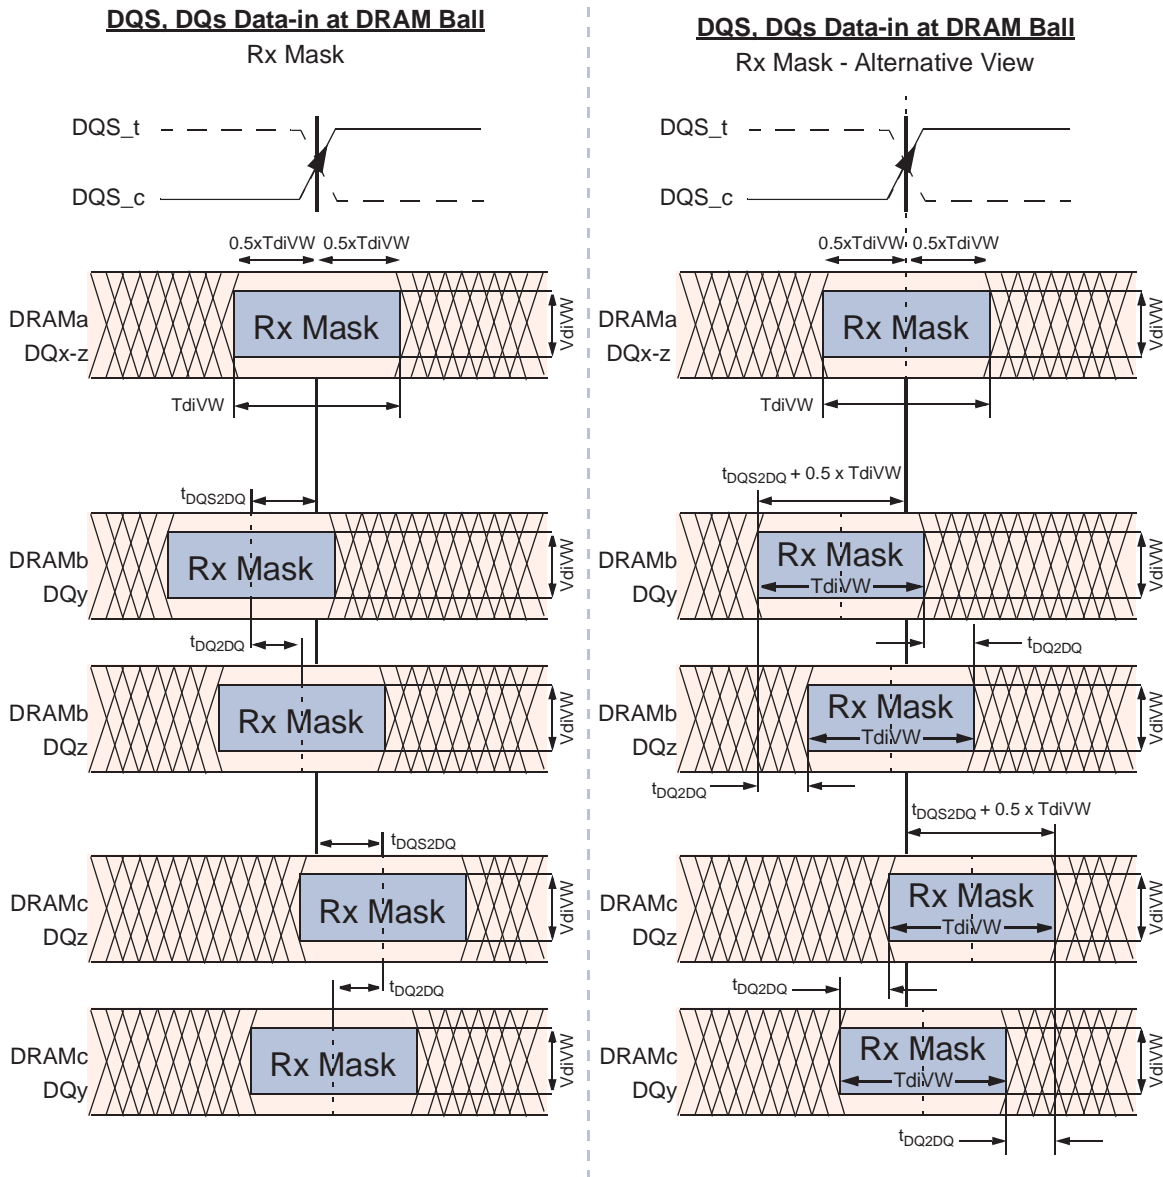 DQS, DQs Data-in at DRAM Ball
Rx Mask
DQS_t
DQS_c
0.5xTdiVW 0.5xTdiVW
DRAMa
DQx-z
Rx Mask
VdiVW
TdiVW
tDQS2DQ
DRAMb
DQy
Rx Mask
VdiVW
tDQ2DQ
DRAMb
DQz
Rx Mask
VdiVW
tDQS2DQ
DRAMc
DQz
Rx Mask
VdiVW
tDQ2DQ
DRAMc
DQy
Rx Mask
VdiVW
DQS, DQs Data-in at DRAM Ball
Rx Mask - Alternative View
DQS_t
DQS_c
0.5xTdiVW 0.5xTdiVW
DRAMa
DQx-z
Rx Mask
VdiVW
TdiVW
tDQS2DQ + 0.5 x TdiVW
DRAMb
DQy
Rx Mask
TdiVW
VdiVW
tDQ2DQ
DRAMb
DQz
Rx Mask
TdiVW
VdiVW
tDQ2DQ
tDQS2DQ + 0.5 x TdiVW
DRAMc
DQz
Rx Mask
TdiVW
VdiVW
tDQ2DQ
DRAMc
DQy
Rx Mask
TdiVW
VdiVW
tDQ2DQ